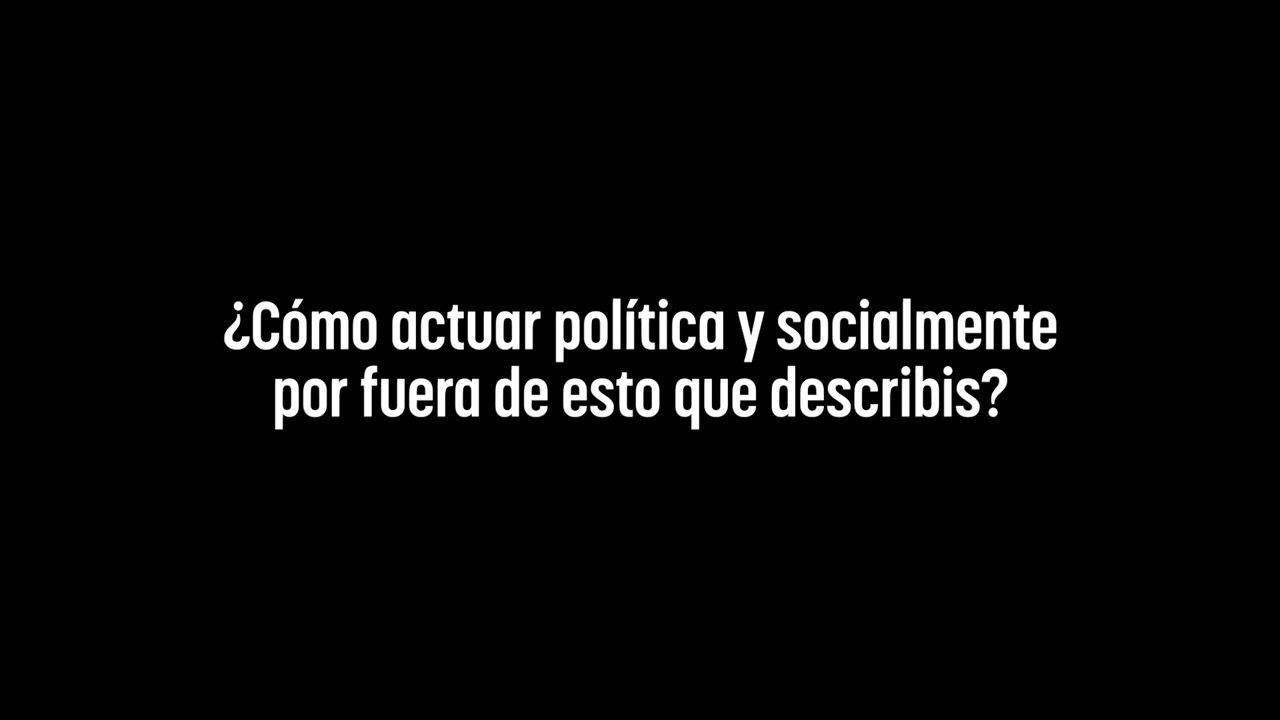 ¿Cómo actuar política y socialmente
por fuera de esto que describis?